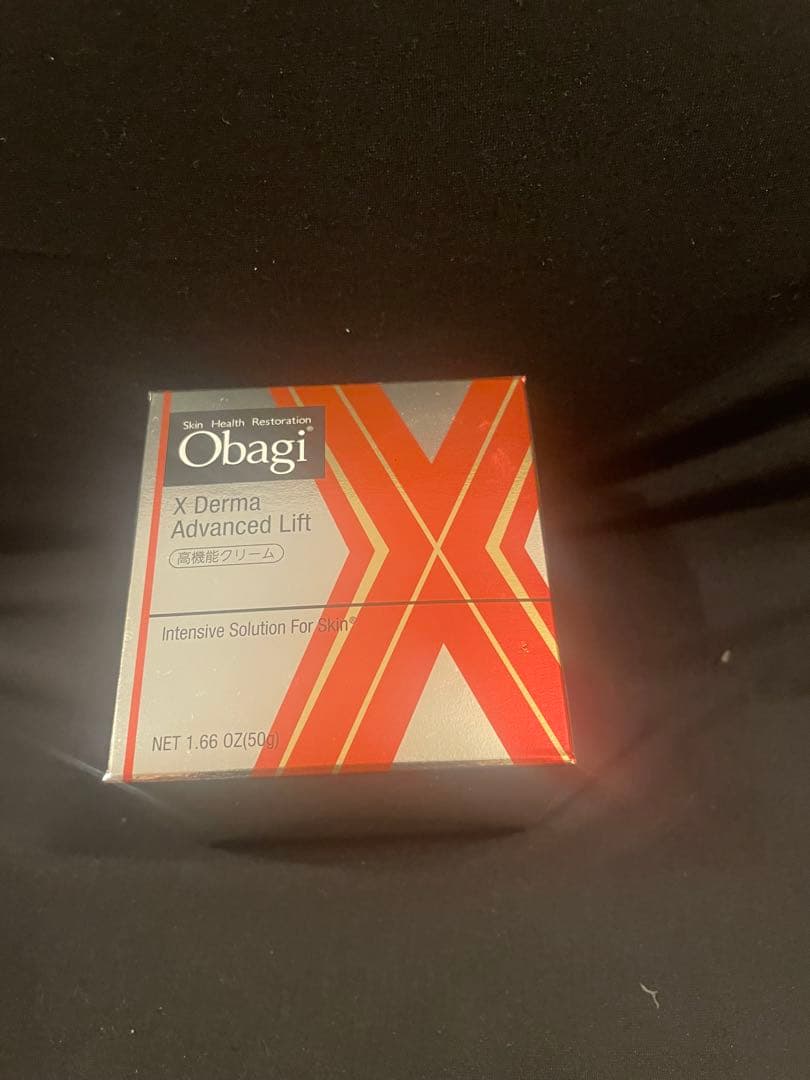 Skin Health Restoration
Obagi®
X Derma
Advanced Lift
高機能クリーム
Intensive Solution For Skin®
NET 1.66 OZ(50g)